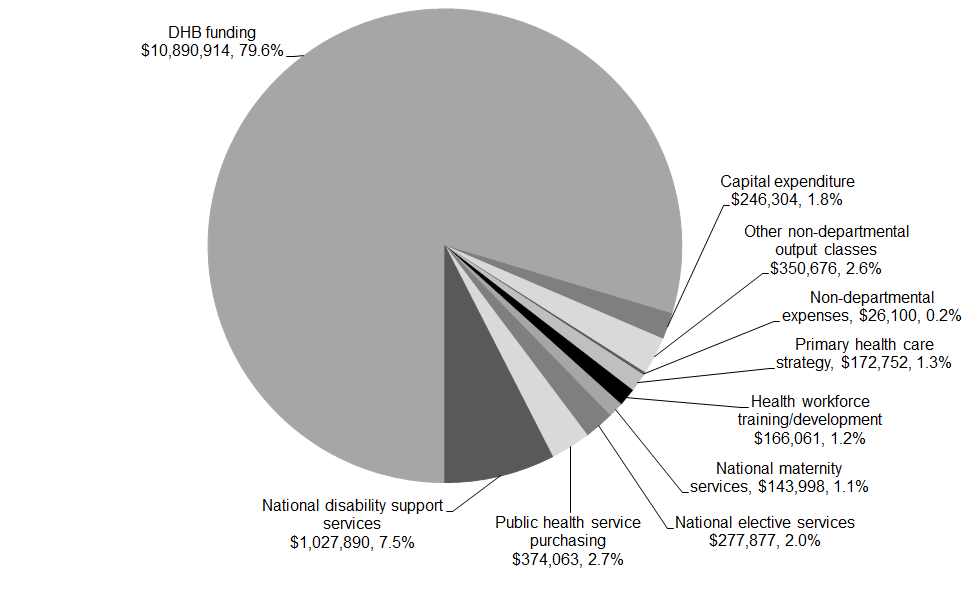 DHB funding
$10,890,914, 79.6%
Capital expenditure
$246,304, 1.8%
Other non-departmental
output classes
$350,676, 2.6%
Non-departmental
expenses, $26,100, 0.2%
Primary health care
strategy, $172,752, 1.3%
Health workforce
training/development
$166,061, 1.2%
National maternity
services, $143,998, 1.1%
National elective services
$277,877, 2.0%
Public health service
purchasing
$374,063, 2.7%
National disability support
services
$1,027,890, 7.5%